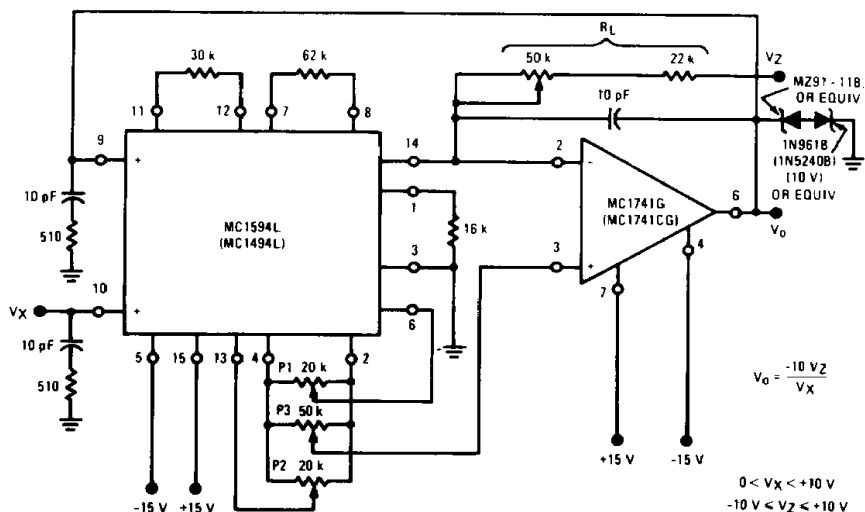 RL
30 k
62 k
50 k
22 k
VZ
MZ91-11B,
OR EQUIV
10 pF
11
12
7
8
9
+
14
2
-
1N961B
(1N5240B)
(10 V)
OR EQUIV
10 pF
510
MC1594L
(MC1494L)
1
16 k
MC1741G
(MC1741CG)
6
Vo
3
3
+
4
VX
10
+
6
7
10 pF
510
5
15
13
4
2
P1 20 k
P3 50 k
P2 20 k
Vo = -10 VZ
VX
-15 V
+15 V
+15 V
-15 V
0 < VX < +10 V
-10 V ≤ VZ ≤ +10 V